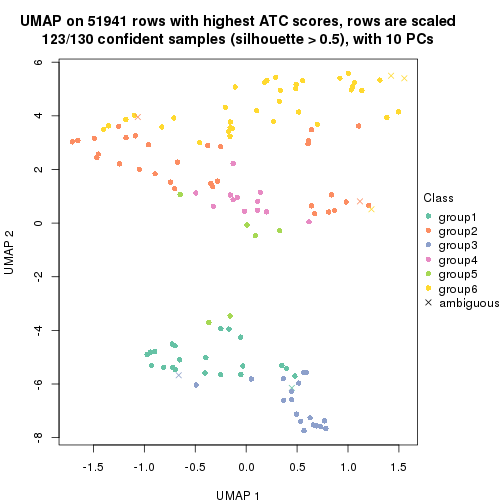 UMAP on 51941 rows with highest ATC scores, rows are scaled
123/130 confident samples (silhouette > 0.5), with 10 PCs
6
4
2
0
-2
-4
-6
-8
UMAP 2
-1.5
-1.0
-0.5
0.0
0.5
1.0
1.5
UMAP 1
Class
group1
group2
group3
group4
group5
group6
ambiguous